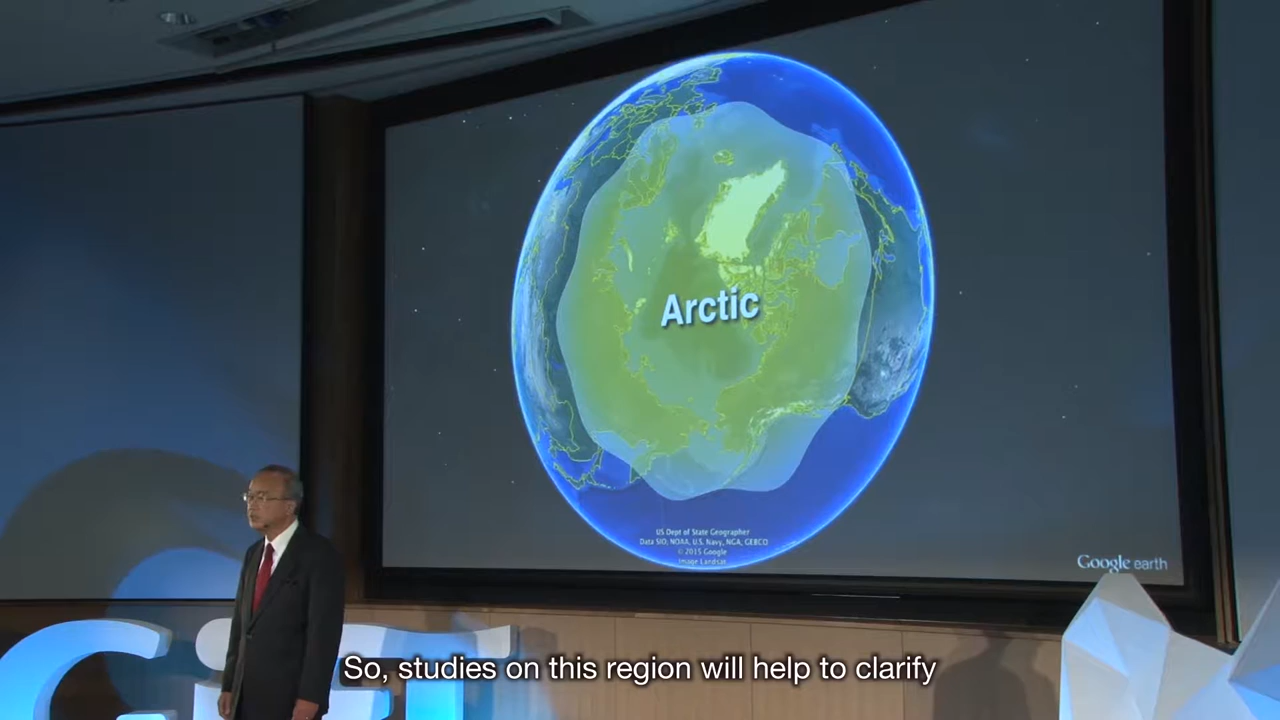 Arctic
US Dept of State Geographer
Data SIO, NOAA, U.S. Navy, NGA, GEBCO
© 2015 Google
Image Landsat
Google earth
So, studies on this region will help to clarify